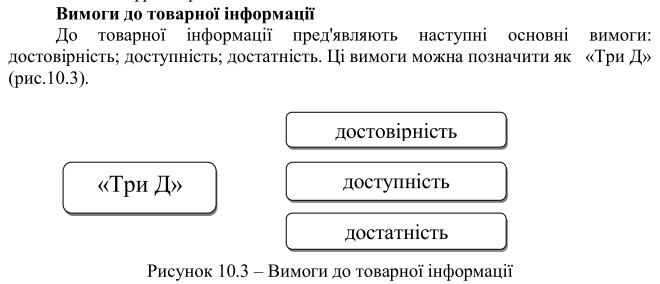 Вимоги до товарної інформації
До товарної інформації пред'являють наступні основні вимоги:
достовірність; доступність; достатність. Ці вимоги можна позначити як «Три Д»
(рис.10.3).
достовірність
«Три Д»
доступність
достатність
Рисунок 10.3 – Вимоги до товарної інформації